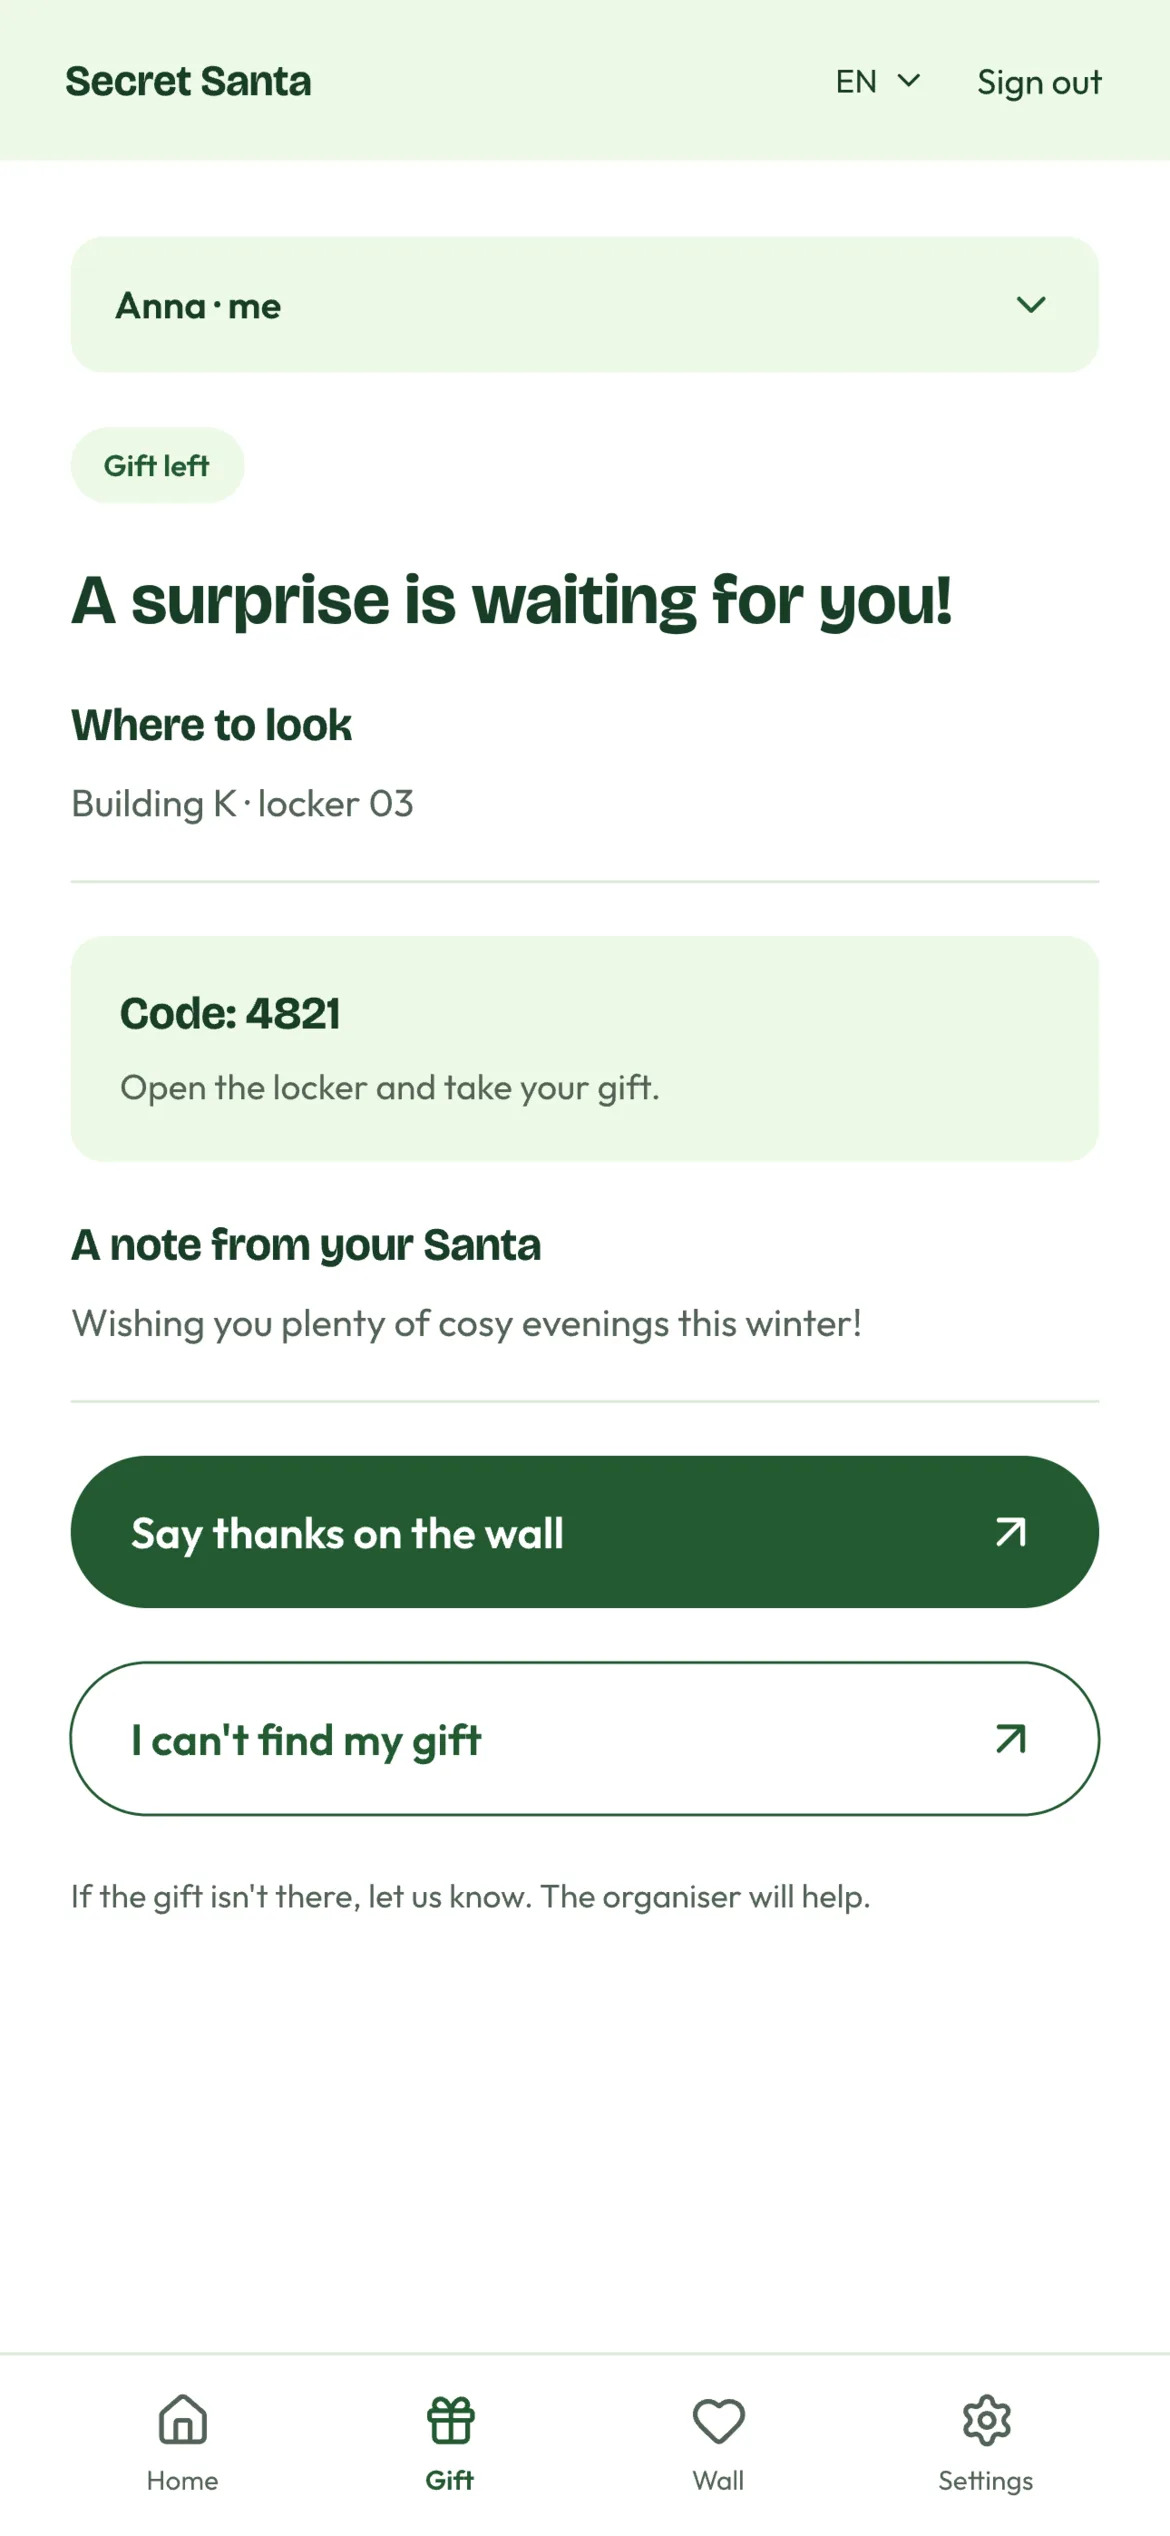 Secret Santa
EN
Sign out
Anna · me
Gift left
A surprise is waiting for you!
Where to look
Building K · locker 03
Code: 4821
Open the locker and take your gift.
A note from your Santa
Wishing you plenty of cosy evenings this winter!
Say thanks on the wall
I can't find my gift
If the gift isn't there, let us know. The organiser will help.
Home
Gift
Wall
Settings